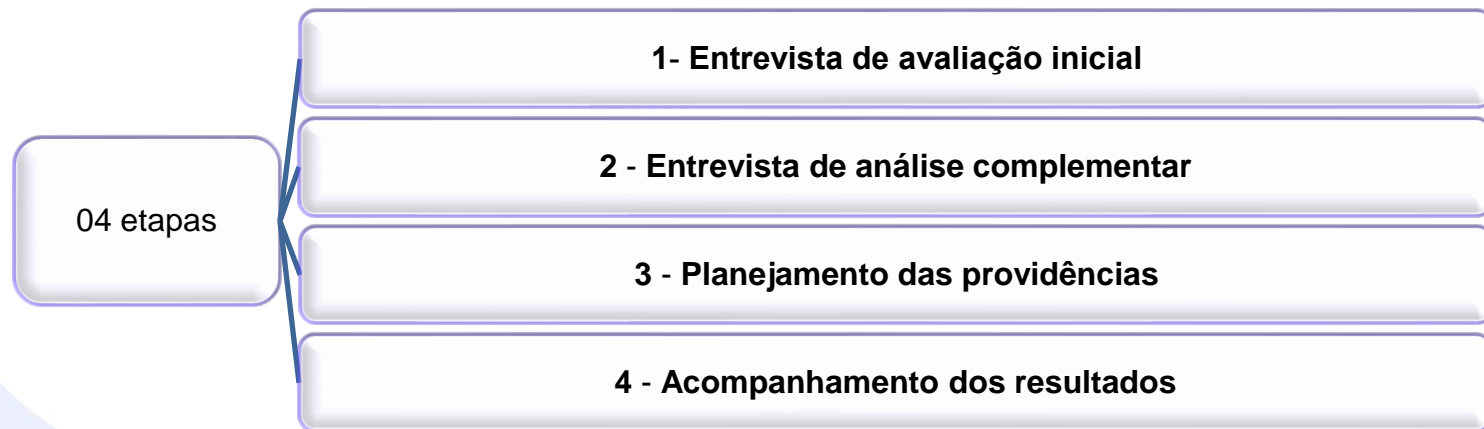 1- Entrevista de avaliação inicial
2 - Entrevista de análise complementar
04 etapas
3 - Planejamento das providências
4 - Acompanhamento dos resultados